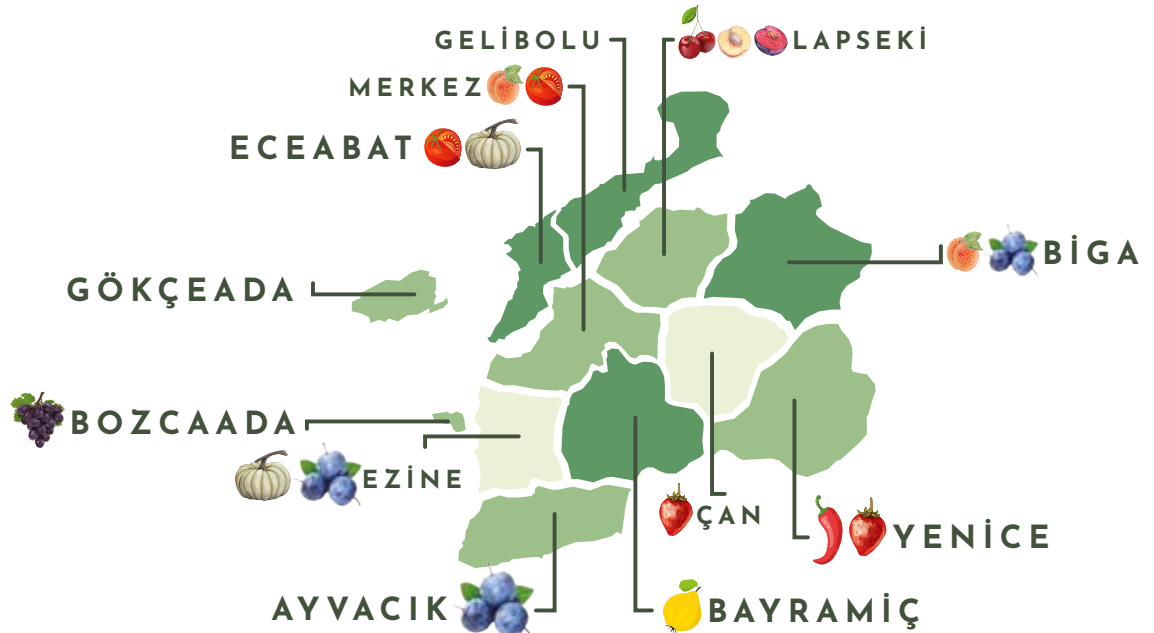 GELİBOLU
LAPSEKİ
MERKEZ
ECEABAT
BİGA
GÖKÇEADA
BOZCAADA
EZİNE
ÇAN
YENİCE
AYVACIK
BAYRAMİÇ